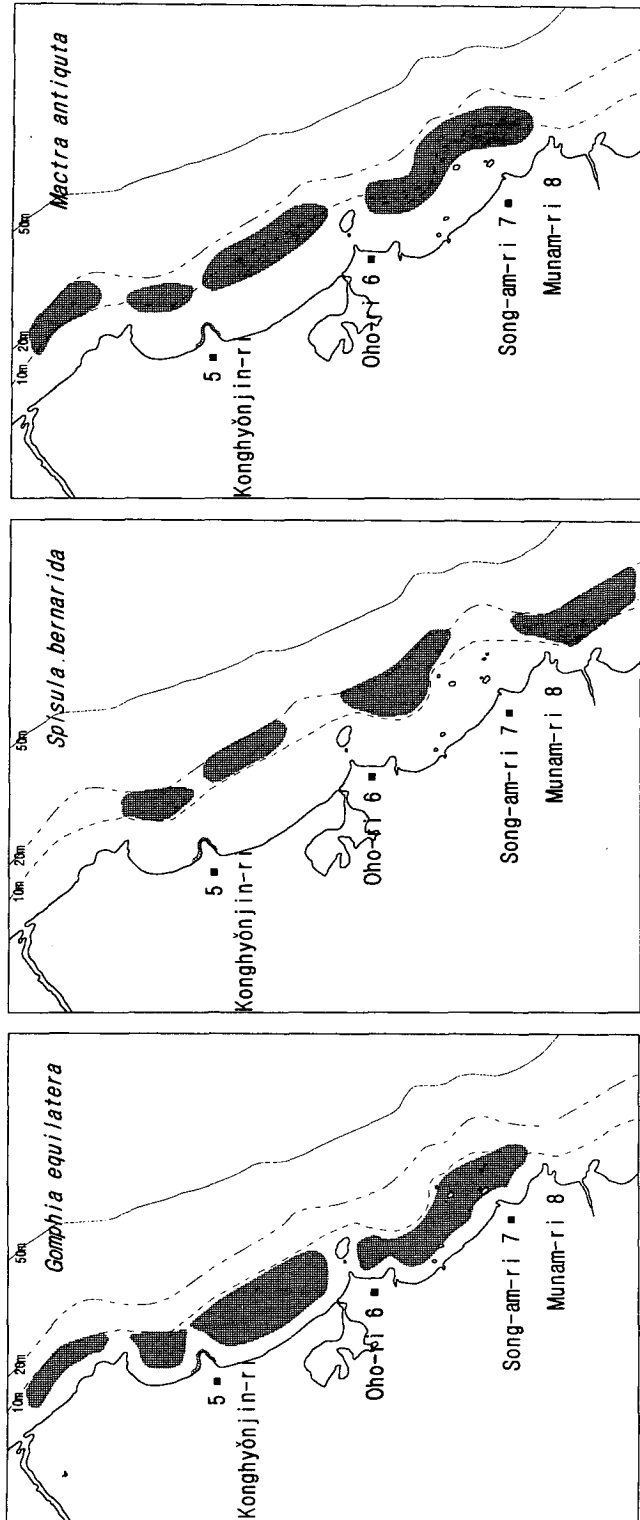 10m 20m 50m
Gomphia equilatera
5
Konghyŏnjin-ri
Oho-ri 6
Song-am-ri 7
Munam-ri 8
10m 20m 50m
Spisula bernarida
5
Konghyŏnjin-ri
Oho-ri 6
Song-am-ri 7
Munam-ri 8
10m 20m 50m
Mactra antiquta
5
Konghyŏnjin-ri
Oho-ri 6
Song-am-ri 7
Munam-ri 8